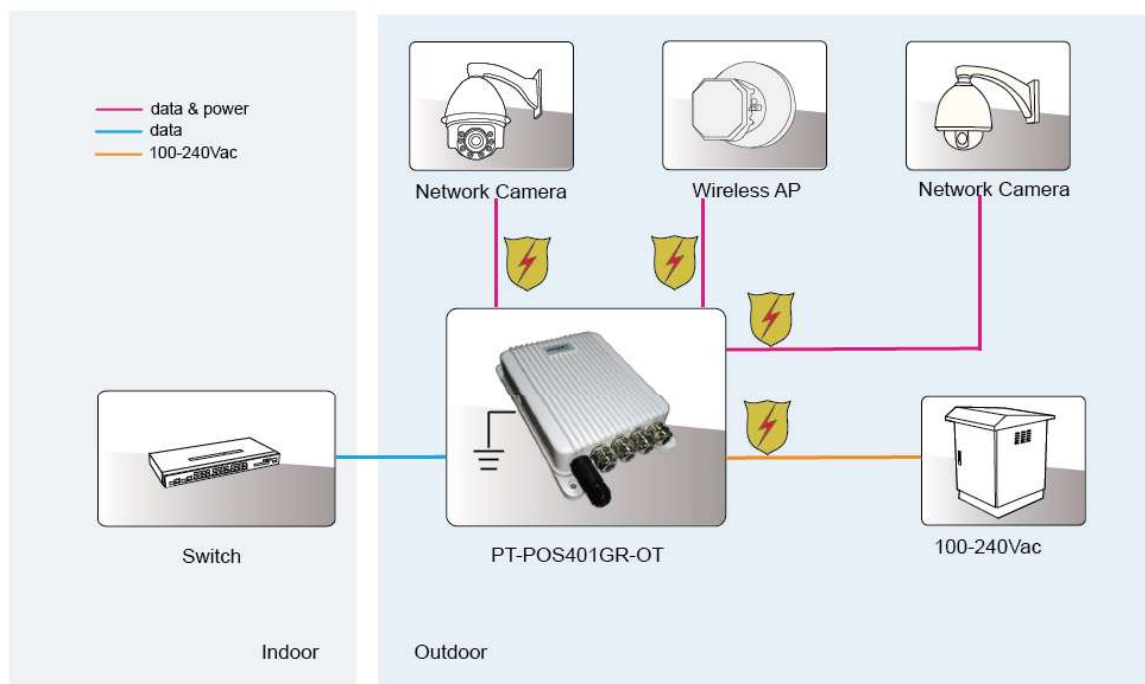 data & power
data
100-240Vac
Network Camera
Wireless AP
Network Camera
Switch
PT-POS401GR-OT
100-240Vac
Indoor
Outdoor